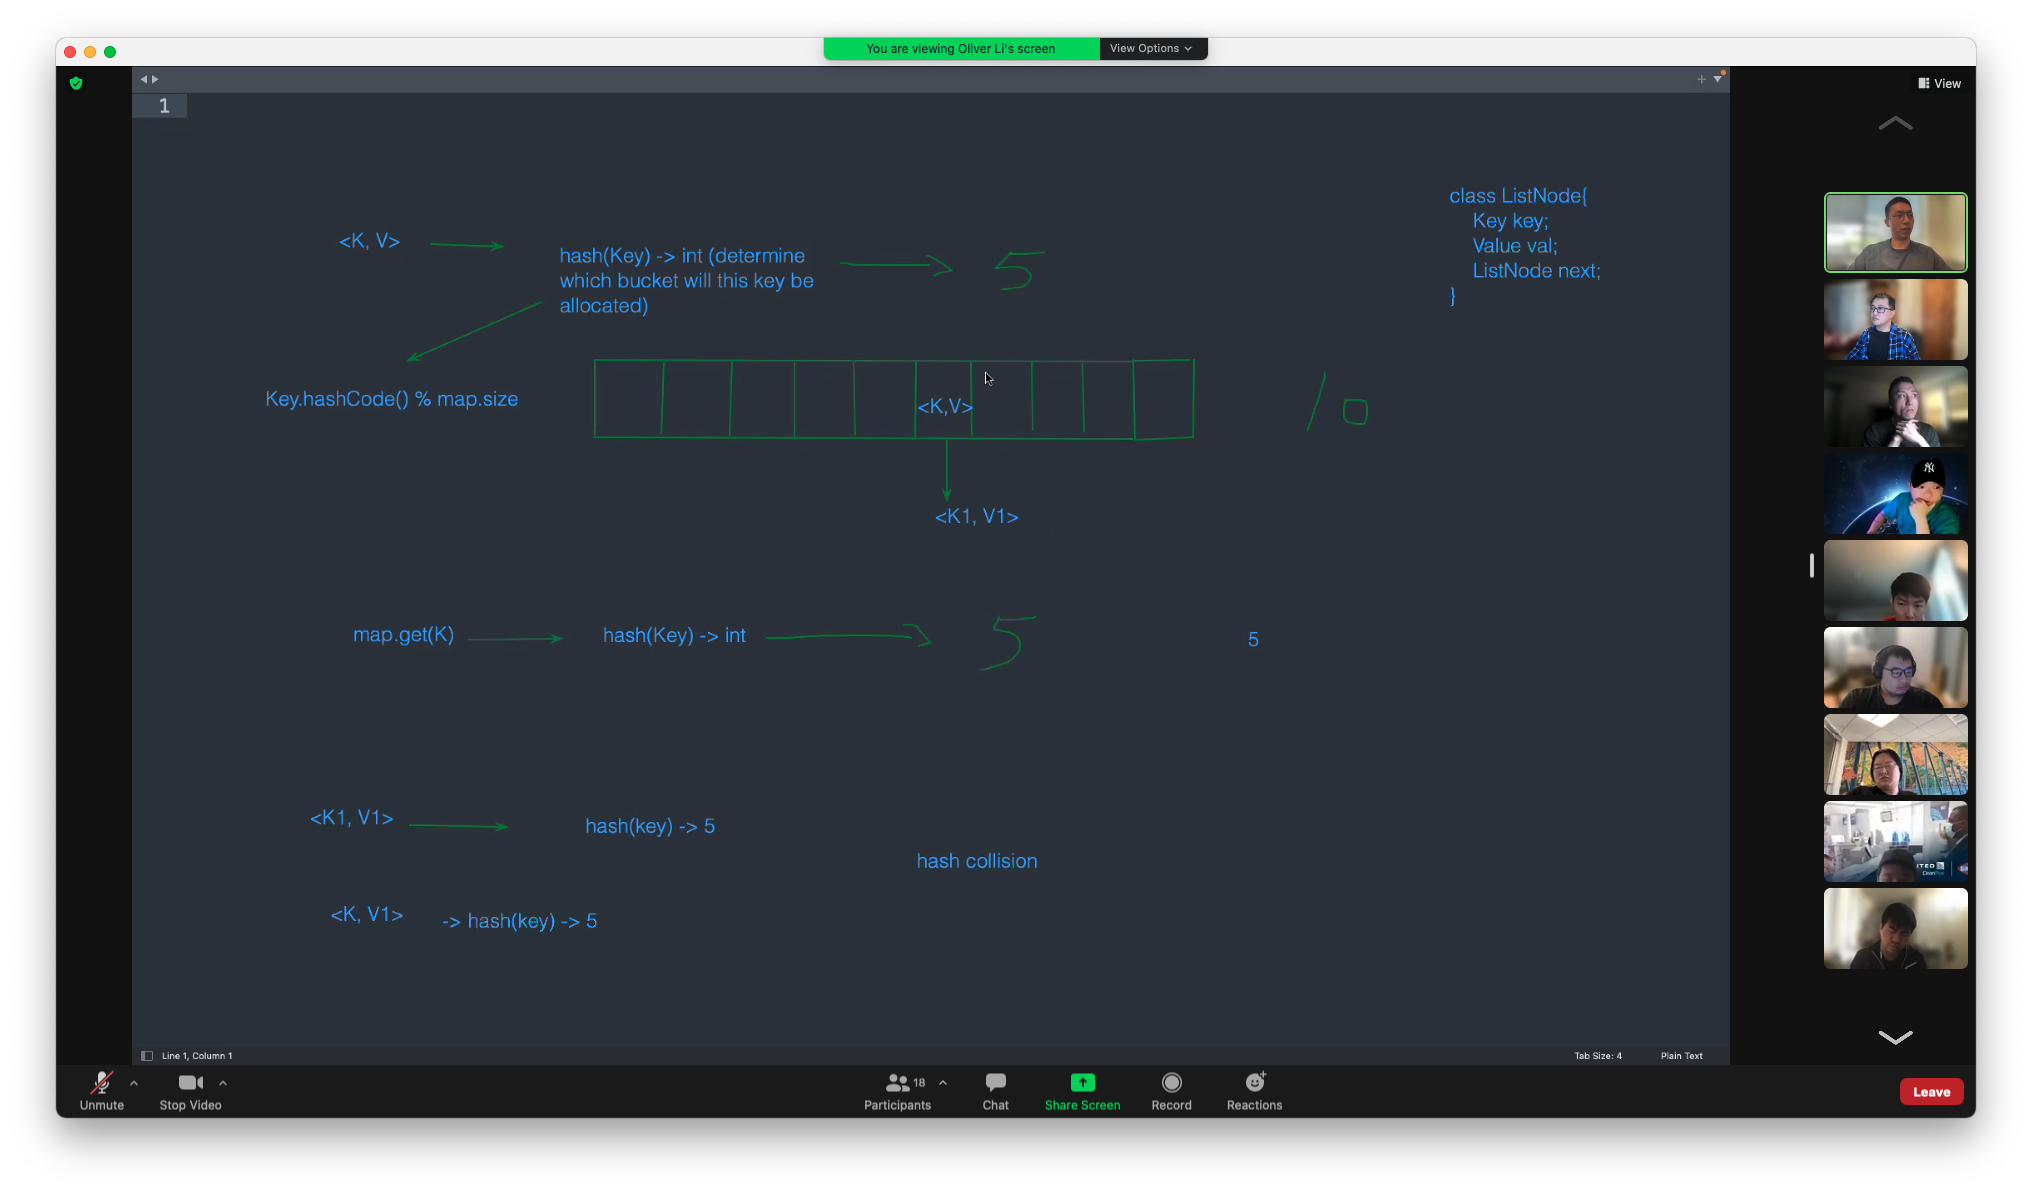 You are viewing Oliver Li's screen
View Options
View
1
class ListNode{
Key key;
Value val;
ListNode next;
}
<K, V>
hash(Key) -> int (determine
which bucket will this key be
allocated)
5
Key.hashCode() % map.size
<K,V>
10
<K1, V1>
map.get(K)
hash(Key) -> int
5
5
<K1, V1>
hash(key) -> 5
hash collision
<K, V1>
-> hash(key) -> 5
Line 1, Column 1
Tab Size: 4
Plain Text
Unmute
Stop Video
18
Participants
Chat
Share Screen
Record
Reactions
Leave